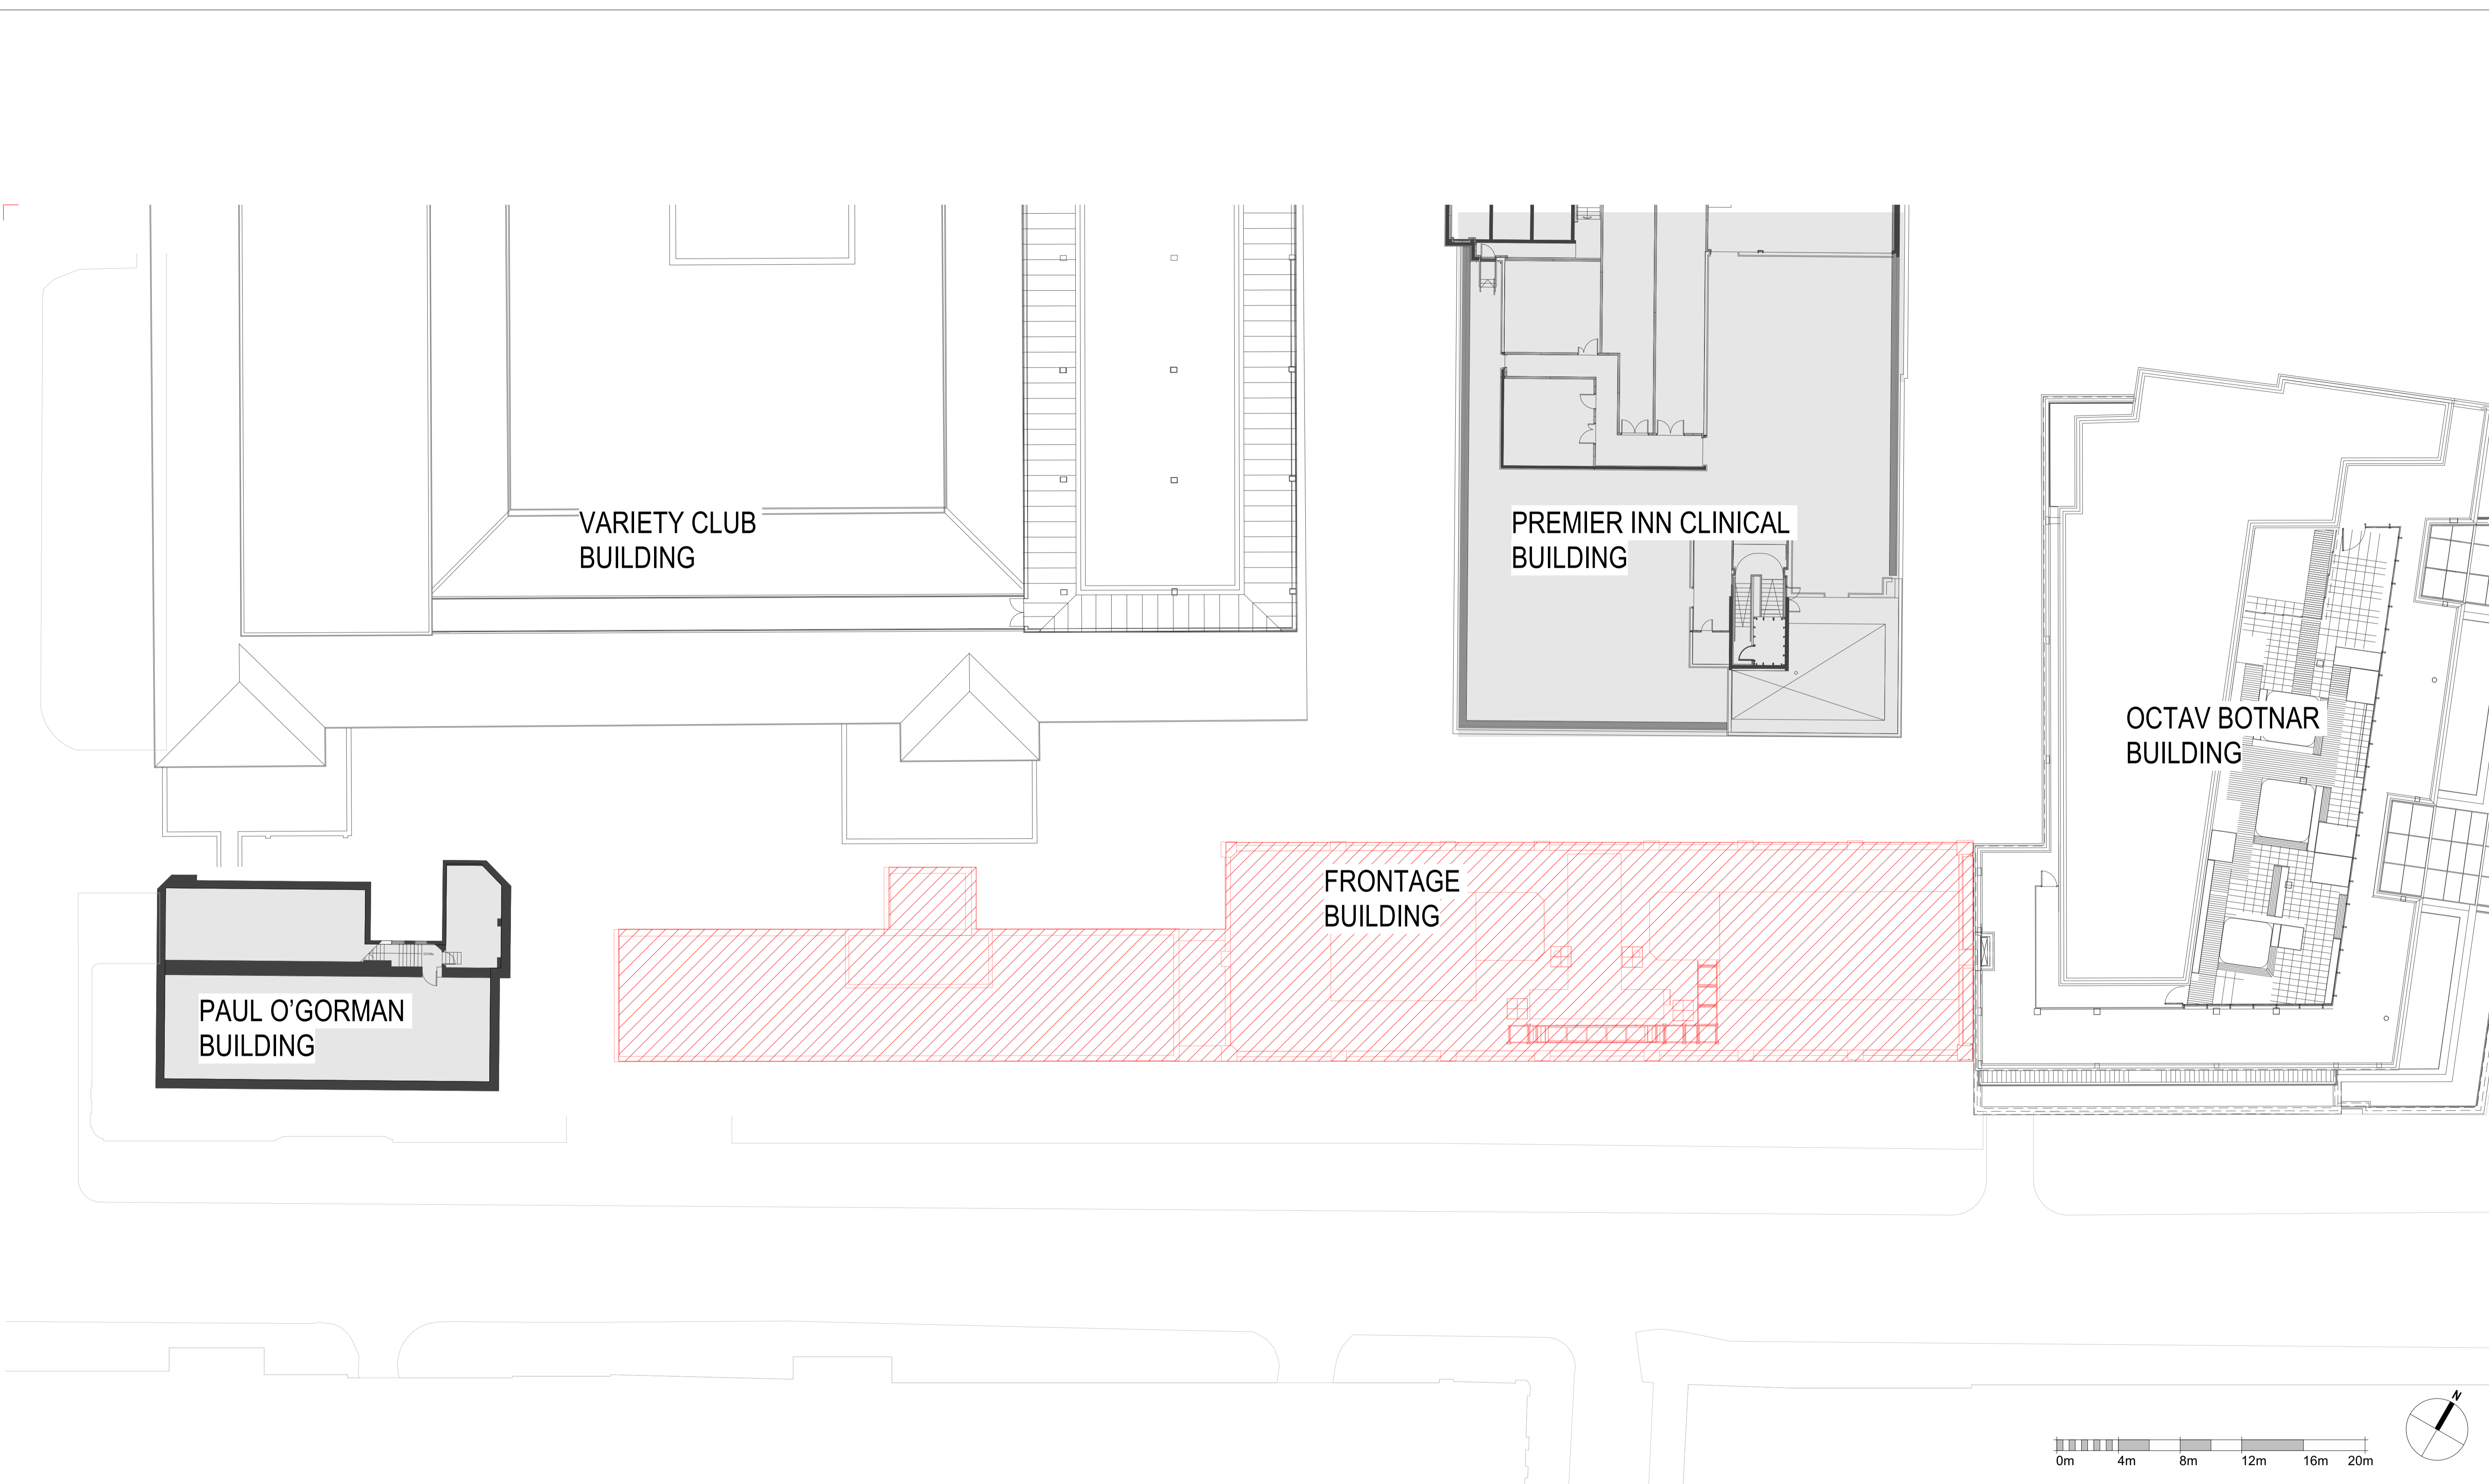 VARIETY CLUB
BUILDING
PREMIER INN CLINICAL
BUILDING
OCTAV BOTNAR
BUILDING
FRONTAGE
BUILDING
PAUL O'GORMAN
BUILDING
N
0m 4m 8m 12m 16m 20m